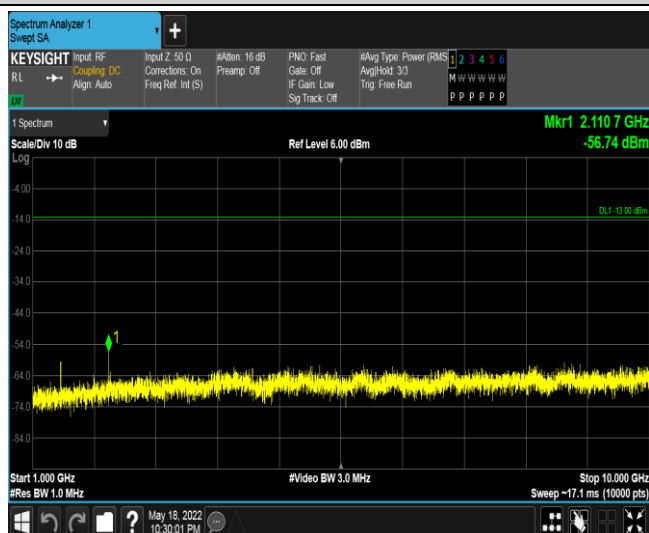 Spectrum Analyzer 1
Swept SA
+
KEYSIGHT Input: RF Input Z: 50 Ω #Atten: 16 dB PNO: Fast #Avg Type: Power (RMS 1 2 3 4 5 6
RL Coupling: DC Corrections: On Preamp: Off Gate: Off Avg|Hold: 3/3 M W W W W W
Align: Auto Freq Ref: Int (S) IF Gain: Low Trig: Free Run
Sig Track: Off P P P P P P
1 Spectrum Mkr1 2.110 7 GHz
Scale/Div 10 dB Ref Level 6.00 dBm -56.74 dBm
Log
-4.00
DL1 -13.00 dBm
-14.0
-24.0
-34.0
-44.0
1
-54.0
-64.0
-74.0
-84.0
Start 1.000 GHz #Video BW 3.0 MHz Stop 10.000 GHz
#Res BW 1.0 MHz Sweep ~17.1 ms (10000 pts)
? May 18, 2022
10:30:01 PM